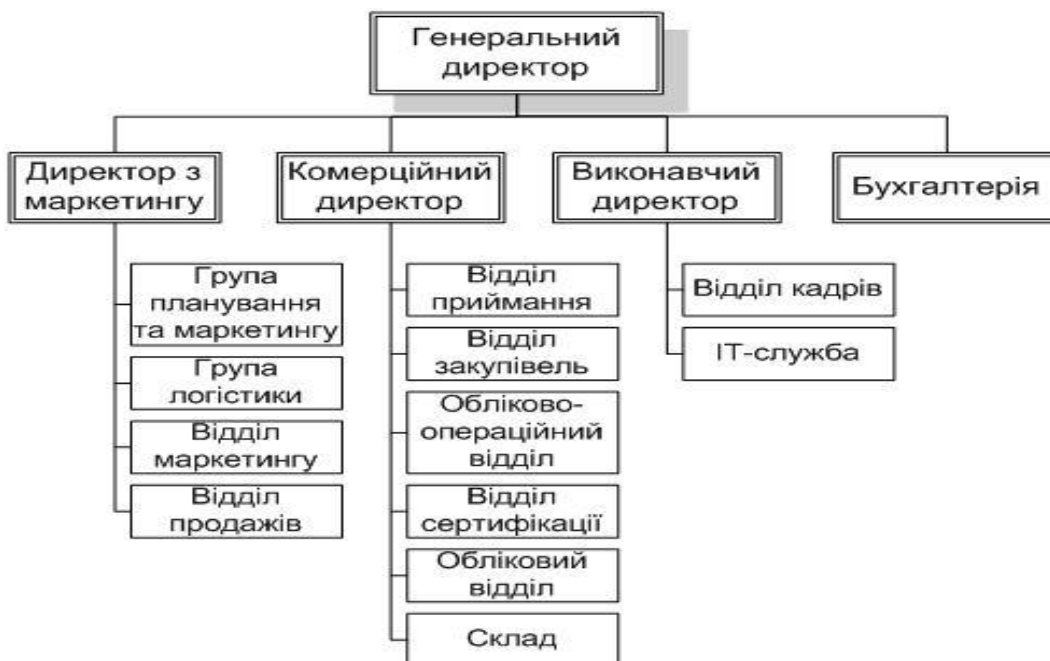 Генеральний
директор
Директор з
маркетингу
Комерційний
директор
Виконавчий
директор
Бухгалтерія
Група
планування
та маркетингу
Група
логістики
Відділ
маркетингу
Відділ
продажів
Відділ
приймання
Відділ
закупівель
Обліково-
операційний
відділ
Відділ
сертифікації
Обліковий
відділ
Склад
Відділ кадрів
ІТ-служба